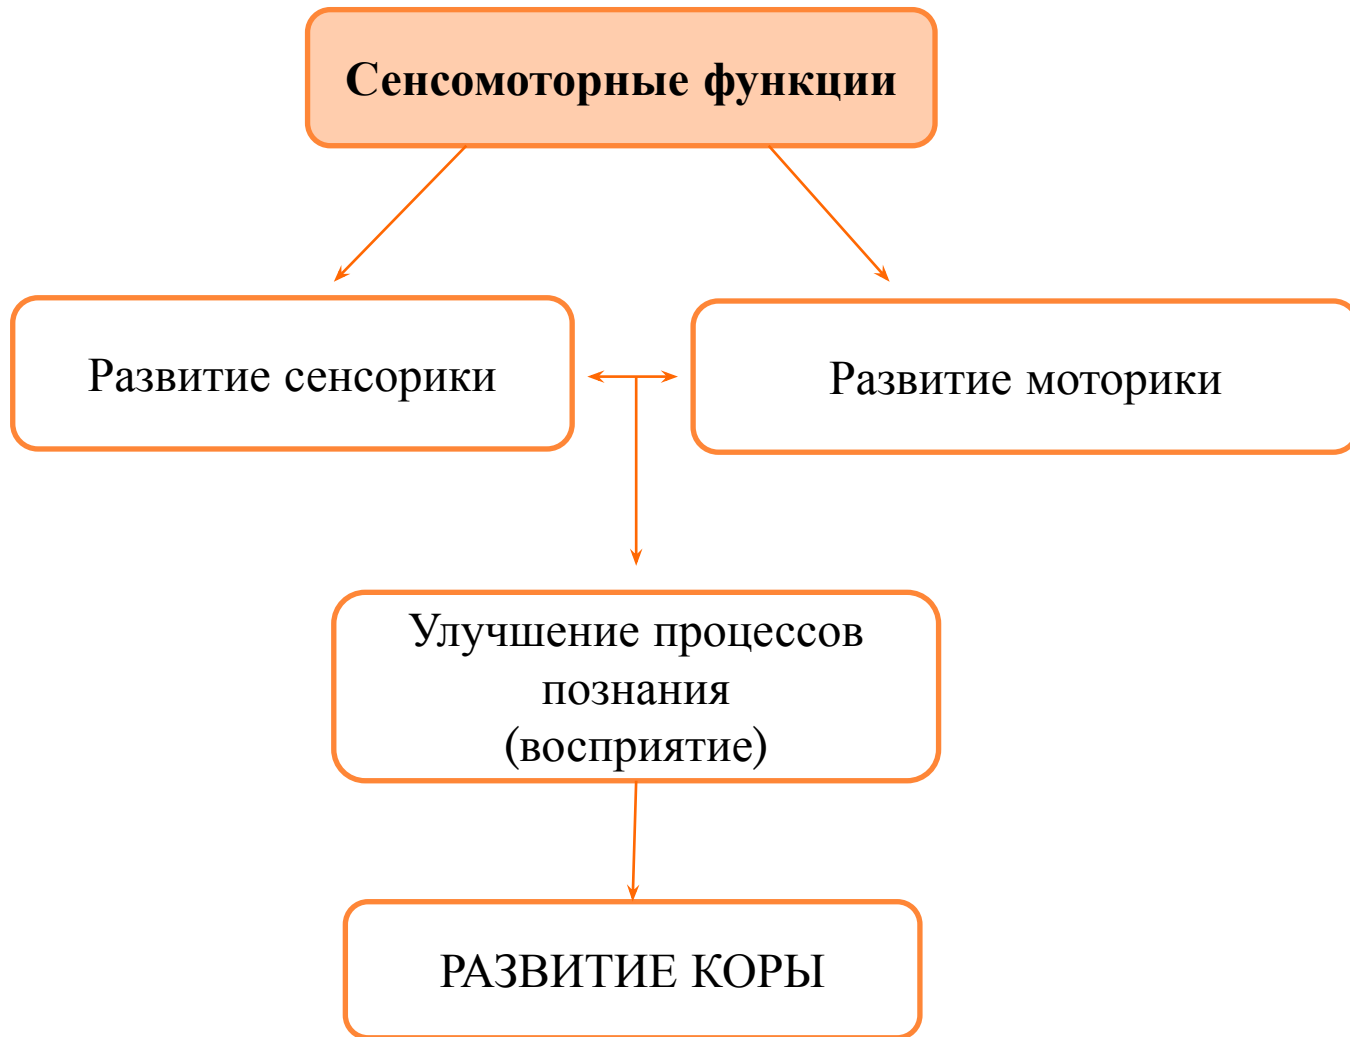 Сенсомоторные функции
Развитие сенсорики
Развитие моторики
Улучшение процессов
познания
(восприятие)
РАЗВИТИЕ КОРЫ